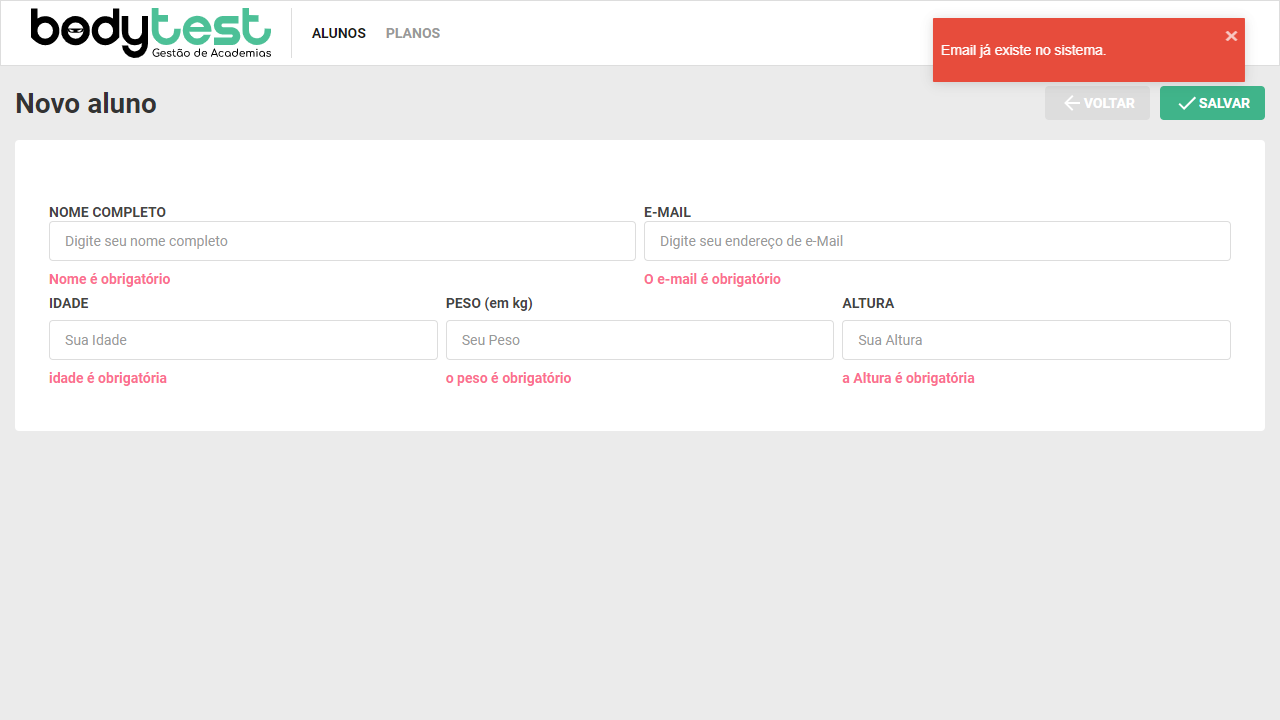 bodytest
Gestão de Academias
ALUNOS
PLANOS
Email já existe no sistema.
×
Novo aluno
VOLTAR
SALVAR
NOME COMPLETO
E-MAIL
Digite seu nome completo
Digite seu endereço de e-Mail
Nome é obrigatório
O e-mail é obrigatório
IDADE
PESO (em kg)
ALTURA
Sua Idade
Seu Peso
Sua Altura
idade é obrigatória
o peso é obrigatório
a Altura é obrigatória